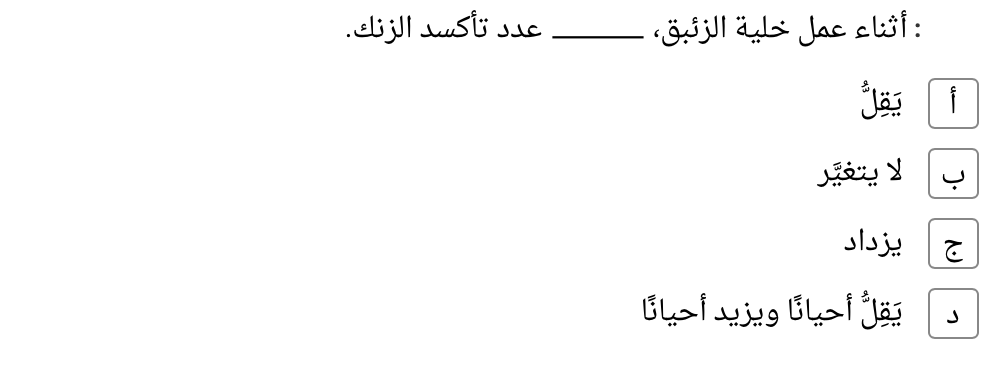 : أثناء عمل خلية الزئبق، ______ عدد تأكسد الزنك.
أ يَقِلُّ
ب لا يتغيَّر
ج يزداد
د يَقِلُّ أحيانًا ويزيد أحيانًا